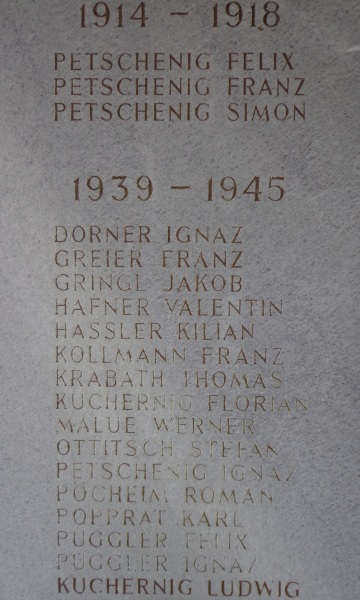 1914 - 1918
PETSCHENIG FELIX
PETSCHENIG FRANZ
PETSCHENIG SIMON
1939 - 1945
DORNER IGNAZ
GREIER FRANZ
GRINGL JAKOB
HAFNER VALENTIN
HASSLER KILIAN
KOLLMANN FRANZ
KRABATH THOMAS
KUCHERNIG FLORIAN
MALUE WERNER
OTTITSCH STEFAN
PETSCHENIG IGNAZ
POCHEIM ROMAN
POPPRAT KARL
PUGGLER FELIX
PUGGLER IGNAZ
KUCHERNIG LUDWIG